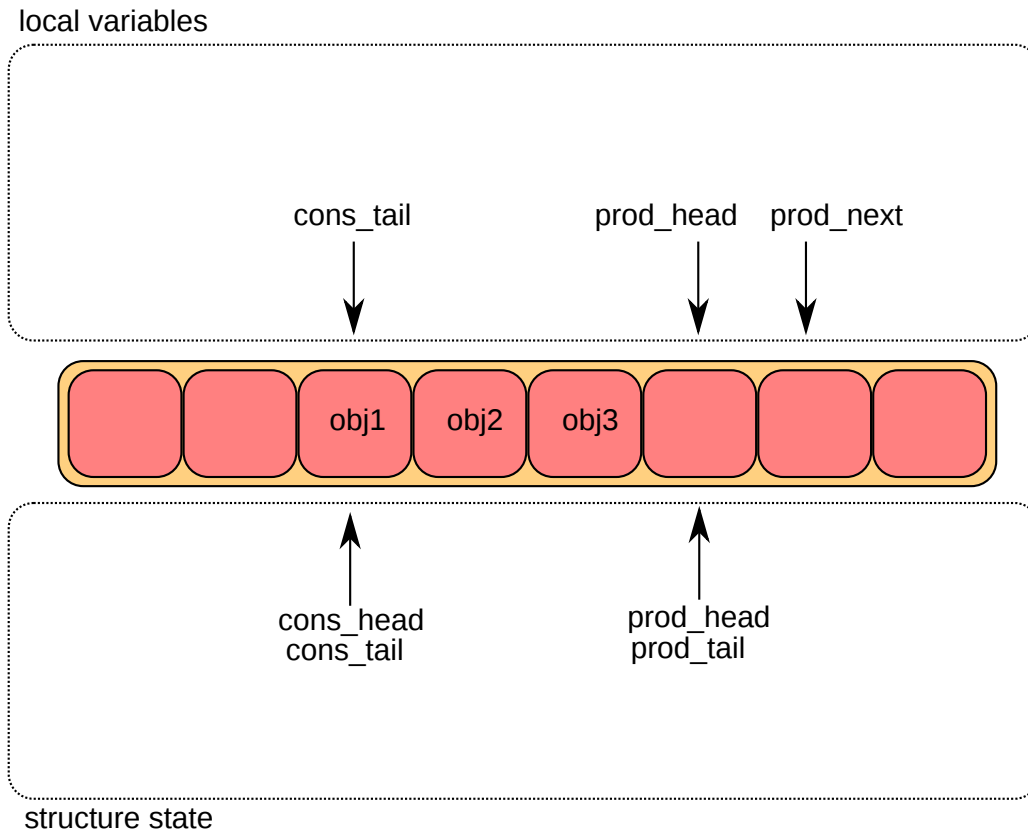 local variables
cons_tail prod_head prod_next
obj1 obj2 obj3
cons_head prod_head
cons_tail prod_tail
structure state